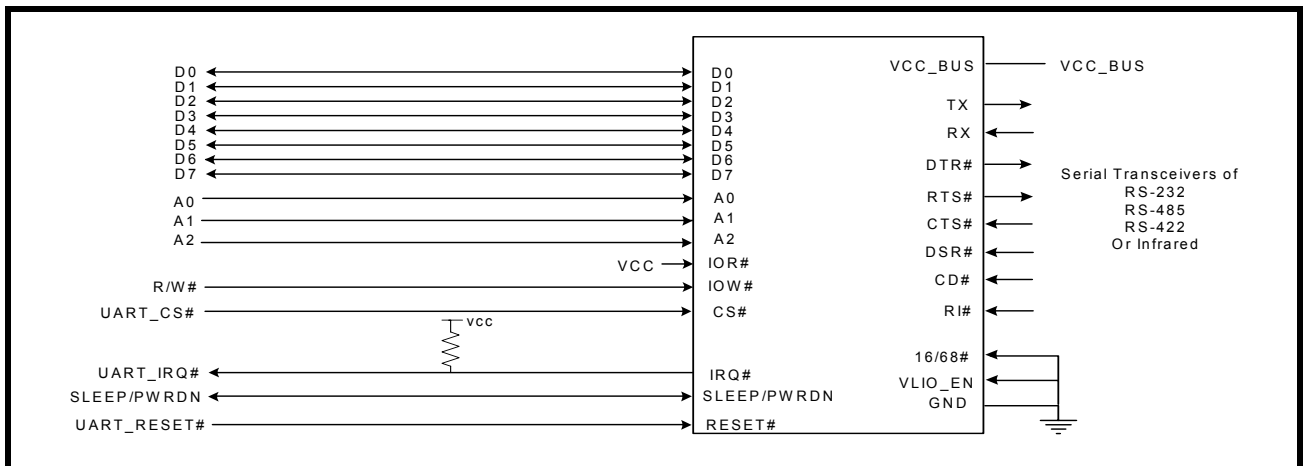 D0
D1
D2
D3
D4
D5
D6
D7
A0
A1
A2
R/W#
UART_CS#
UART_IRQ#
SLEEP/PWRDN
UART_RESET#
VCC
vcc
D0
D1
D2
D3
D4
D5
D6
D7
A0
A1
A2
IOR#
IOW#
CS#
IRQ#
SLEEP/PWRDN
RESET#
VCC_BUS
TX
RX
DTR#
RTS#
CTS#
DSR#
CD#
RI#
16/68#
VLIO_EN
GND
VCC_BUS
Serial Transceivers of
RS-232
RS-485
RS-422
Or Infrared